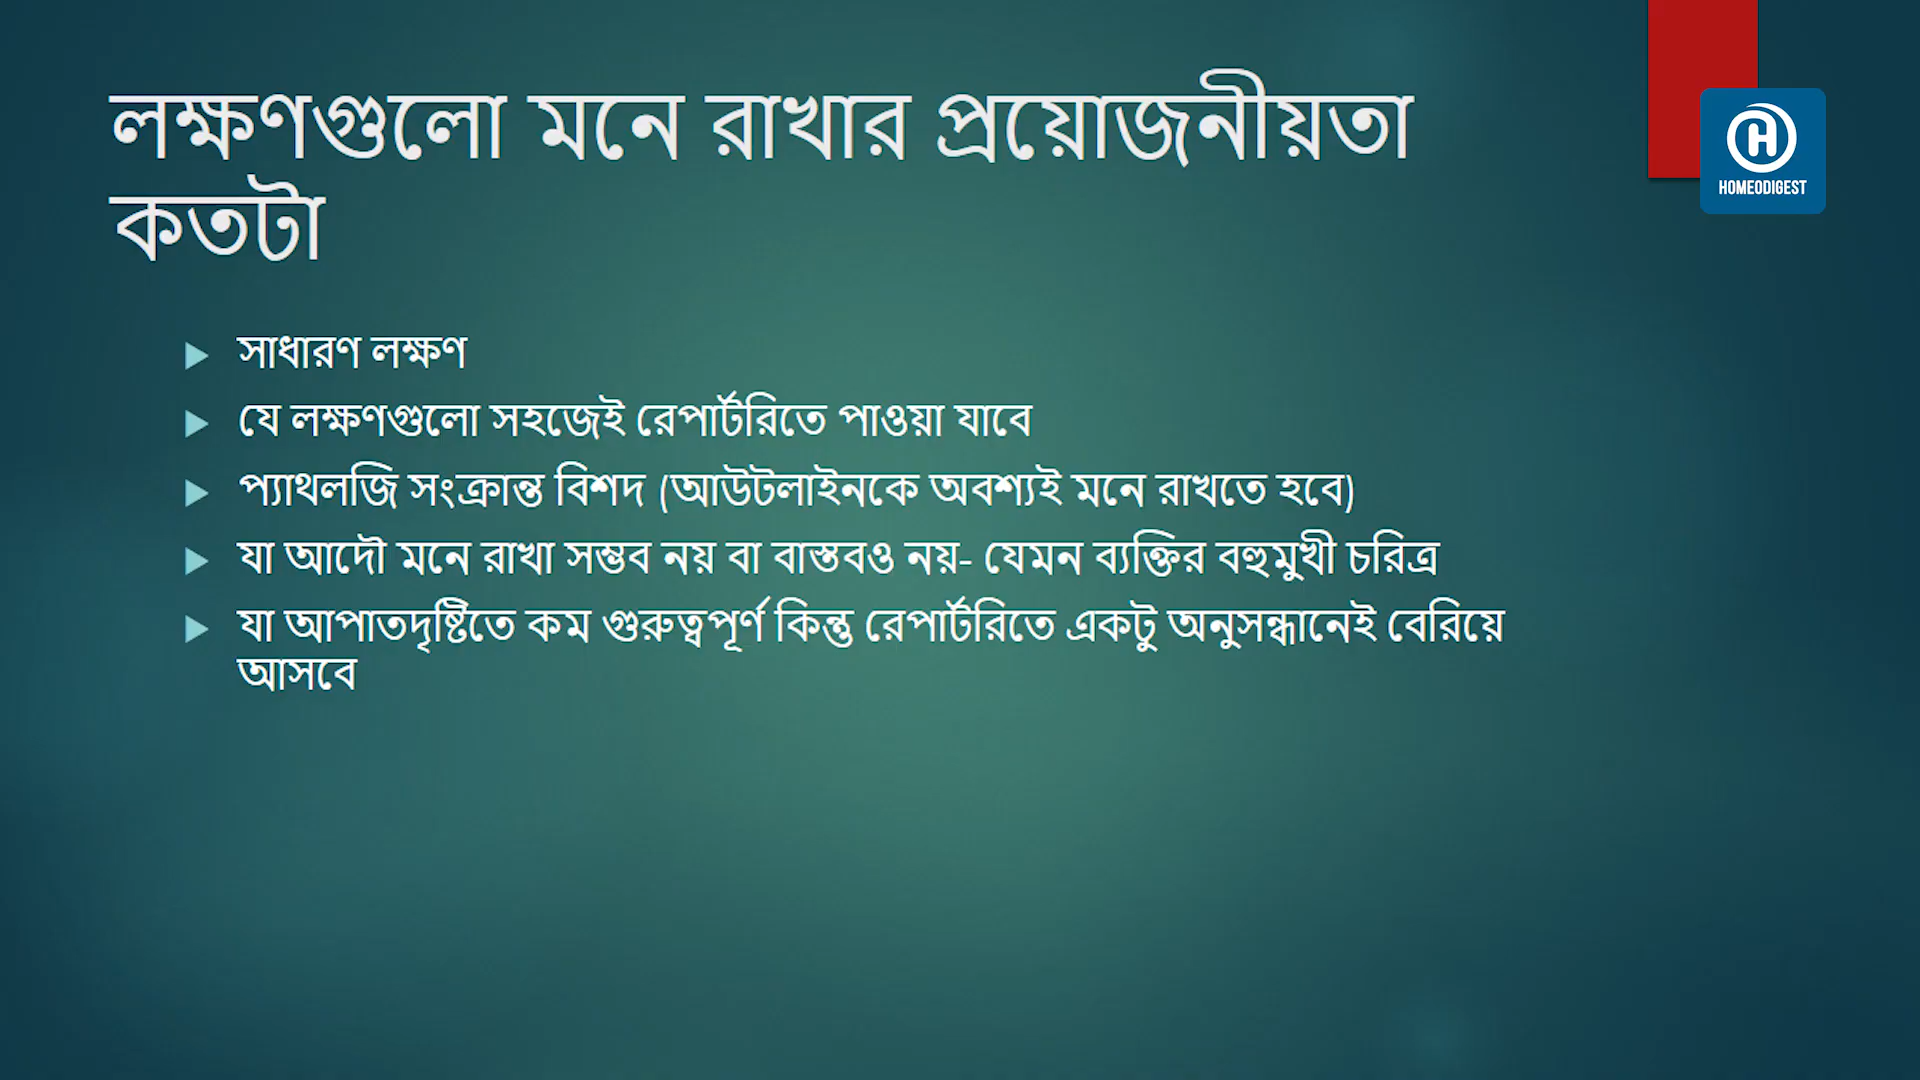 লক্ষণগুলো মনে রাখার প্রয়োজনীয়তা
কতটা
HOMEODIGEST
সাধারণ লক্ষণ
যে লক্ষণগুলো সহজেই রেপার্টরিতে পাওয়া যাবে
প্যাথলজি সংক্রান্ত বিশদ (আউটলাইনকে অবশ্যই মনে রাখতে হবে)
যা আদৌ মনে রাখা সম্ভব নয় বা বাস্তবও নয়- যেমন ব্যক্তির বহুমুখী চরিত্র
যা আপাতদৃষ্টিতে কম গুরুত্বপূর্ণ কিন্তু রেপার্টরিতে একটু অনুসন্ধানেই বেরিয়ে
আসবে